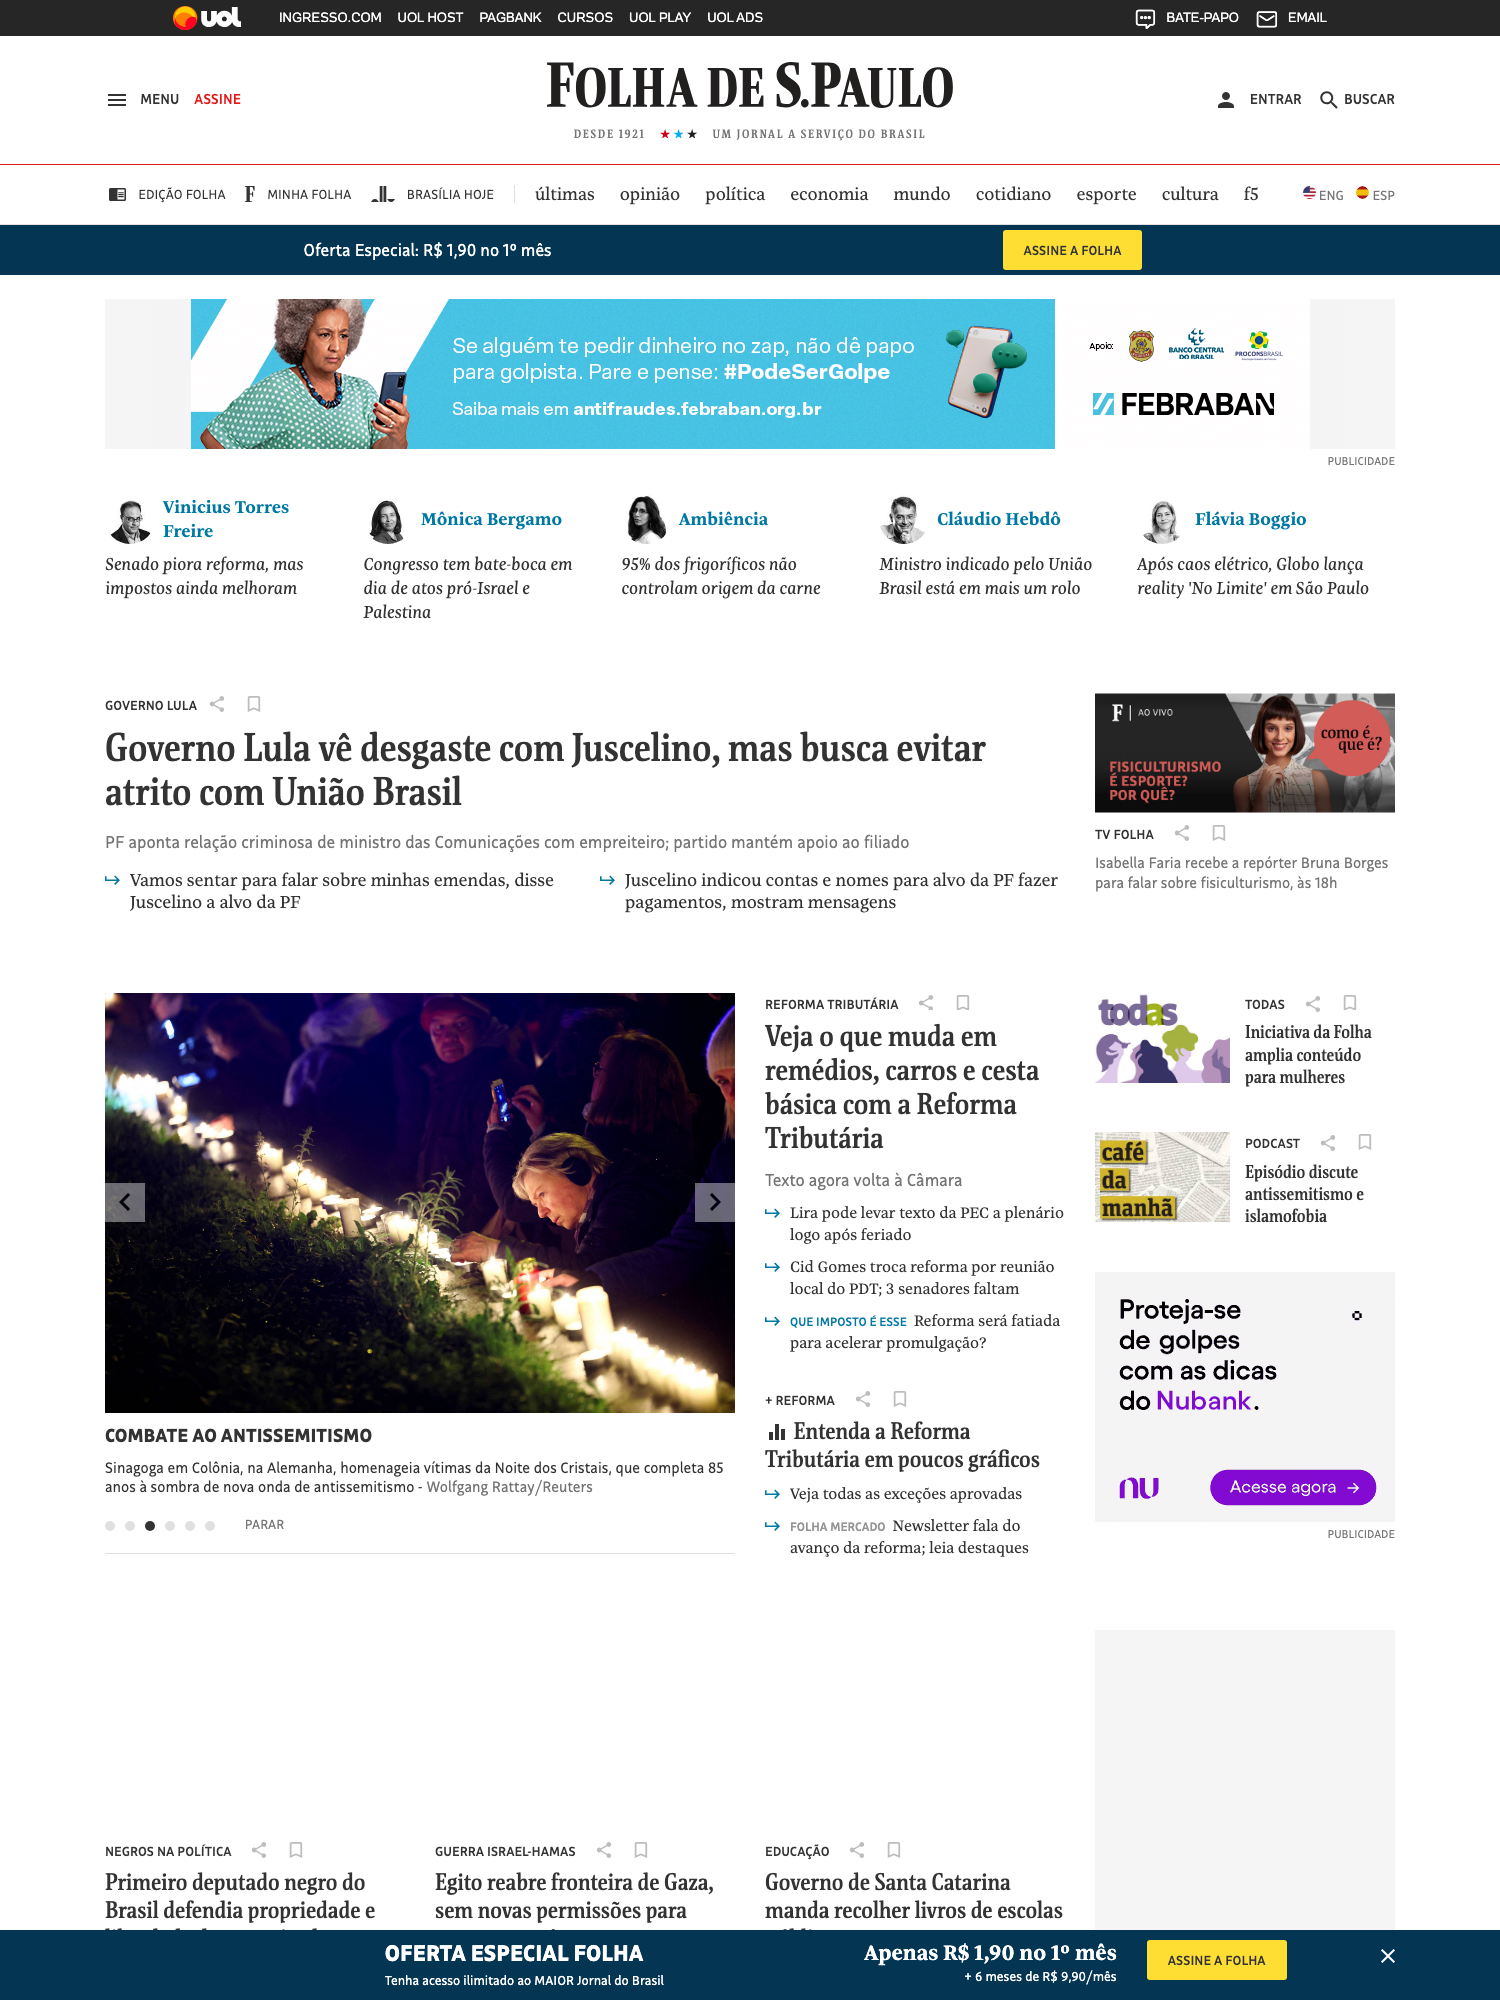 uol INGRESSO.COM UOL HOST PAGBANK CURSOS UOL PLAY UOL ADS BATE-PAPO EMAIL
MENU ASSINE
FOLHA DE S.PAULO
ENTRAR BUSCAR
DESDE 1921 ★★★ UM JORNAL A SERVIÇO DO BRASIL
EDIÇÃO FOLHA MINHA FOLHA BRASÍLIA HOJE últimas opinião política economia mundo cotidiano esporte cultura f5 ENG ESP
Oferta Especial: R$ 1,90 no 1º mês ASSINE A FOLHA
Se alguém te pedir dinheiro no zap, não dê papo
para golpista. Pare e pense: #PodeSerGolpe
Saiba mais em antifraudes.febraban.org.br
Apoio:
BANCO CENTRAL
DO BRASIL
PROCONSBRASIL
FEBRABAN
PUBLICIDADE
Vinicius Torres
Freire
Senado piora reforma, mas
impostos ainda melhoram
Mônica Bergamo
Congresso tem bate-boca em
dia de atos pró-Israel e
Palestina
Ambiência
95% dos frigoríficos não
controlam origem da carne
Cláudio Hebdô
Ministro indicado pelo União
Brasil está em mais um rolo
Flávia Boggio
Após caos elétrico, Globo lança
reality 'No Limite' em São Paulo
GOVERNO LULA
Governo Lula vê desgaste com Juscelino, mas busca evitar
atrito com União Brasil
PF aponta relação criminosa de ministro das Comunicações com empreiteiro; partido mantém apoio ao filiado
Vamos sentar para falar sobre minhas emendas, disse
Juscelino a alvo da PF
Juscelino indicou contas e nomes para alvo da PF fazer
pagamentos, mostram mensagens
F | AO VIVO
como é,
que é?
FISICULTURISMO
É ESPORTE?
POR QUÊ?
TV FOLHA
Isabella Faria recebe a repórter Bruna Borges
para falar sobre fisiculturismo, às 18h
COMBATE AO ANTISSEMITISMO
Sinagoga em Colônia, na Alemanha, homenageia vítimas da Noite dos Cristais, que completa 85
anos à sombra de nova onda de antissemitismo - Wolfgang Rattay/Reuters
PARAR
REFORMA TRIBUTÁRIA
Veja o que muda em
remédios, carros e cesta
básica com a Reforma
Tributária
Texto agora volta à Câmara
Lira pode levar texto da PEC a plenário
logo após feriado
Cid Gomes troca reforma por reunião
local do PDT; 3 senadores faltam
QUE IMPOSTO É ESSE Reforma será fatiada
para acelerar promulgação?
+ REFORMA
Entenda a Reforma
Tributária em poucos gráficos
Veja todas as exceções aprovadas
FOLHA MERCADO Newsletter fala do
avanço da reforma; leia destaques
todas
TODAS
Iniciativa da Folha
amplia conteúdo
para mulheres
café
da
manhã
PODCAST
Episódio discute
antissemitismo e
islamofobia
Proteja-se
de golpes
com as dicas
do Nubank.
nu Acesse agora →
PUBLICIDADE
NEGROS NA POLÍTICA
Primeiro deputado negro do
Brasil defendia propriedade e
GUERRA ISRAEL-HAMAS
Egito reabre fronteira de Gaza,
sem novas permissões para
EDUCAÇÃO
Governo de Santa Catarina
manda recolher livros de escolas
OFERTA ESPECIAL FOLHA
Tenha acesso ilimitado ao MAIOR Jornal do Brasil
Apenas R$ 1,90 no 1º mês
+ 6 meses de R$ 9,90/mês
ASSINE A FOLHA